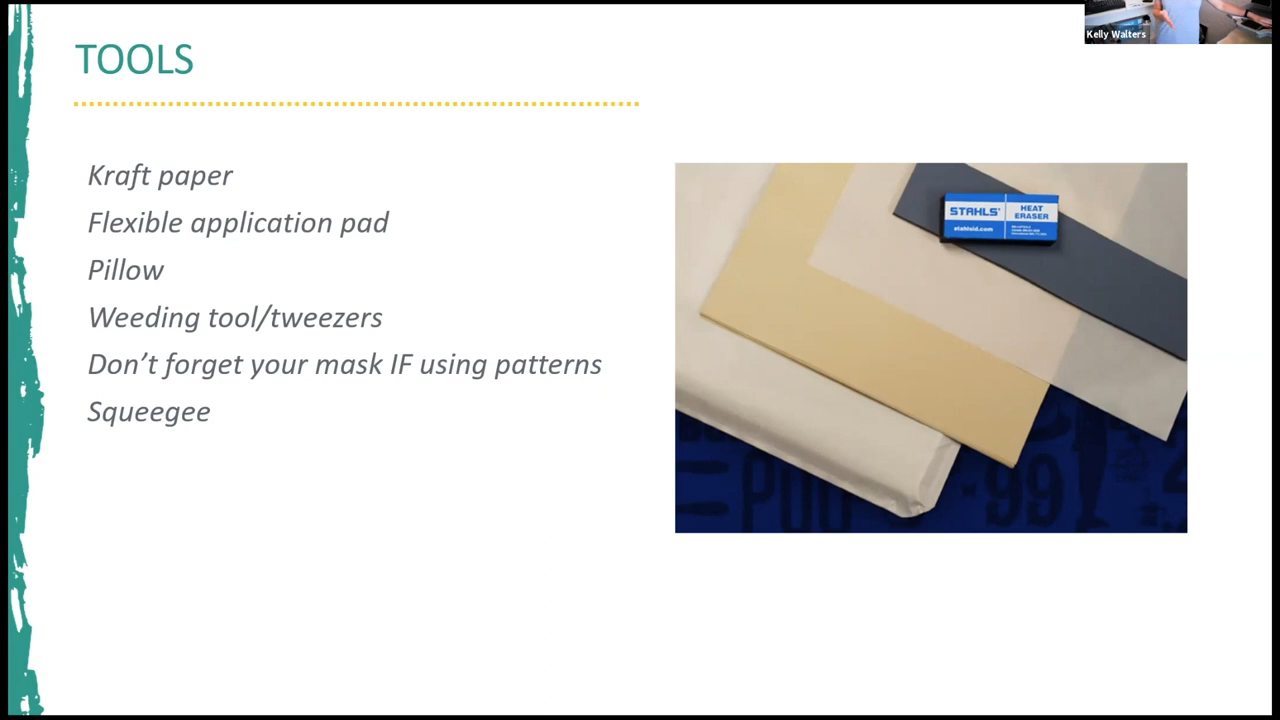 TOOLS
Kelly Walters
Kraft paper
Flexible application pad
Pillow
Weeding tool/tweezers
Don't forget your mask IF using patterns
Squeegee
STAHLS'
stahlsid.com
HEAT
ERASER
99